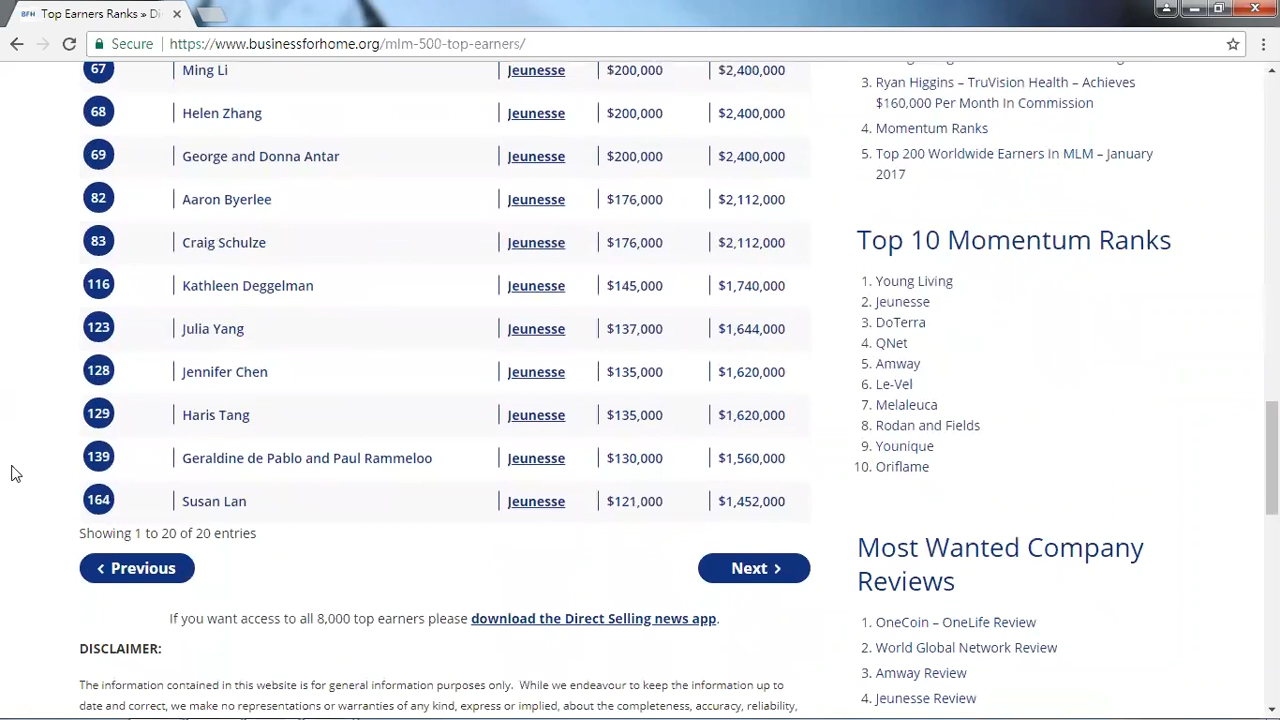 BFH Top Earners Ranks » Di
Secure https://www.businessforhome.org/mlm-500-top-earners/
67 Ming Li Jeunesse $200,000 $2,400,000
68 Helen Zhang Jeunesse $200,000 $2,400,000
69 George and Donna Antar Jeunesse $200,000 $2,400,000
82 Aaron Byerlee Jeunesse $176,000 $2,112,000
83 Craig Schulze Jeunesse $176,000 $2,112,000
116 Kathleen Deggelman Jeunesse $145,000 $1,740,000
123 Julia Yang Jeunesse $137,000 $1,644,000
128 Jennifer Chen Jeunesse $135,000 $1,620,000
129 Haris Tang Jeunesse $135,000 $1,620,000
139 Geraldine de Pablo and Paul Rammeloo Jeunesse $130,000 $1,560,000
164 Susan Lan Jeunesse $121,000 $1,452,000
Showing 1 to 20 of 20 entries
‹ Previous
Next ›
If you want access to all 8,000 top earners please download the Direct Selling news app.
DISCLAIMER:
The information contained in this website is for general information purposes only. While we endeavour to keep the information up to
date and correct, we make no representations or warranties of any kind, express or implied, about the completeness, accuracy, reliability,
3. Ryan Higgins – TruVision Health – Achieves
$160,000 Per Month In Commission
4. Momentum Ranks
5. Top 200 Worldwide Earners In MLM – January
2017
Top 10 Momentum Ranks
1. Young Living
2. Jeunesse
3. DoTerra
4. QNet
5. Amway
6. Le-Vel
7. Melaleuca
8. Rodan and Fields
9. Younique
10. Oriflame
Most Wanted Company
Reviews
1. OneCoin – OneLife Review
2. World Global Network Review
3. Amway Review
4. Jeunesse Review